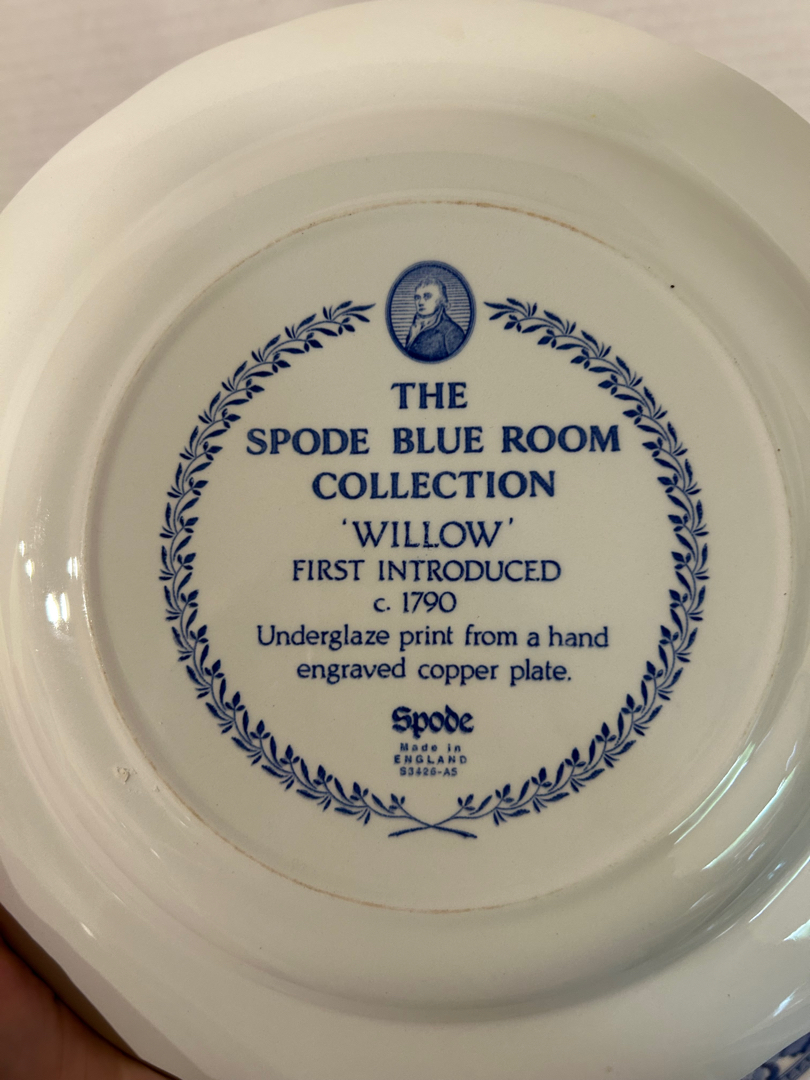 THE
SPODE BLUE ROOM
COLLECTION
'WILLOW'
FIRST INTRODUCED
c. 1790
Underglaze print from a hand
engraved copper plate.
Spode
Made in
ENGLAND
S3426-A5